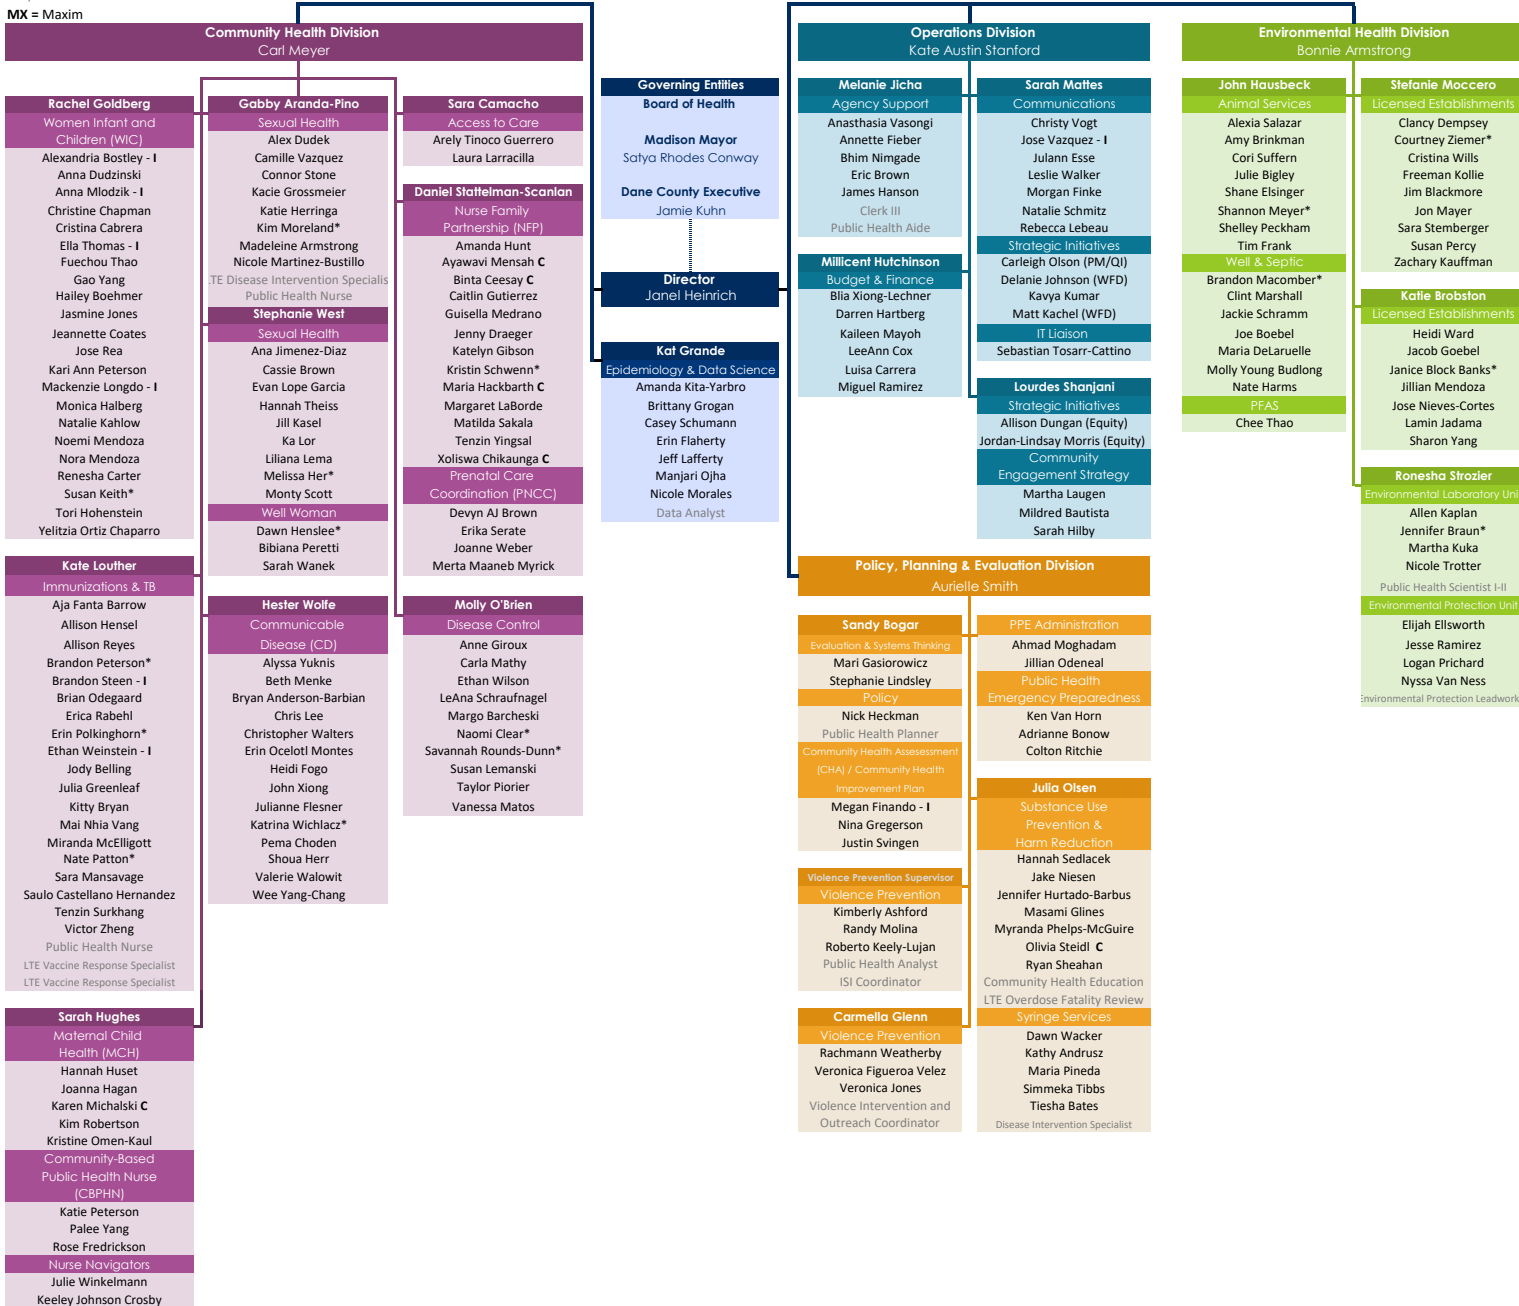 MX = Maxim
Community Health Division
Carl Meyer
Rachel Goldberg
Women Infant and
Children (WIC)
Alexandria Bostley - I
Anna Dudzinski
Anna Mlodzik - I
Christine Chapman
Cristina Cabrera
Ella Thomas - I
Fuechou Thao
Gao Yang
Hailey Boehmer
Jasmine Jones
Jeannette Coates
Jose Rea
Kari Ann Peterson
Mackenzie Longdo - I
Monica Halberg
Natalie Kahlow
Noemi Mendoza
Nora Mendoza
Renesha Carter
Susan Keith*
Tori Hohenstein
Yelitzia Ortiz Chaparro
Kate Louther
Immunizations & TB
Aja Fanta Barrow
Allison Hensel
Allison Reyes
Brandon Peterson*
Brandon Steen - I
Brian Odegaard
Erica Rabehl
Erin Polkinghorn*
Ethan Weinstein - I
Jody Belling
Julia Greenleaf
Kitty Bryan
Mai Nhia Vang
Miranda McElligott
Nate Patton*
Sara Mansavage
Saulo Castellano Hernandez
Tenzin Surkhang
Victor Zheng
Public Health Nurse
LTE Vaccine Response Specialist
LTE Vaccine Response Specialist
Sarah Hughes
Maternal Child
Health (MCH)
Hannah Huset
Joanna Hagan
Karen Michalski C
Kim Robertson
Kristine Omen-Kaul
Community-Based
Public Health Nurse
(CBPHN)
Katie Peterson
Palee Yang
Rose Fredrickson
Nurse Navigators
Julie Winkelmann
Keeley Johnson Crosby
Gabby Aranda-Pino
Sexual Health
Alex Dudek
Camille Vazquez
Connor Stone
Kacie Grossmeier
Katie Herringa
Kim Moreland*
Madeleine Armstrong
Nicole Martinez-Bustillo
LTE Disease Intervention Specialis
Public Health Nurse
Stephanie West
Sexual Health
Ana Jimenez-Diaz
Cassie Brown
Evan Lope Garcia
Hannah Theiss
Jill Kasel
Ka Lor
Liliana Lema
Melissa Her*
Monty Scott
Well Woman
Dawn Henslee*
Bibiana Peretti
Sarah Wanek
Hester Wolfe
Communicable
Disease (CD)
Alyssa Yuknis
Beth Menke
Bryan Anderson-Barbian
Chris Lee
Christopher Walters
Erin Ocelotl Montes
Heidi Fogo
John Xiong
Julianne Flesner
Katrina Wichlacz*
Pema Choden
Shoua Herr
Valerie Walowit
Wee Yang-Chang
Sara Camacho
Access to Care
Arely Tinoco Guerrero
Laura Larracilla
Daniel Stattelman-Scanlan
Nurse Family
Partnership (NFP)
Amanda Hunt
Ayawavi Mensah C
Binta Ceesay C
Caitlin Gutierrez
Guisella Medrano
Jenny Draeger
Katelyn Gibson
Kristin Schwenn*
Maria Hackbarth C
Margaret LaBorde
Matilda Sakala
Tenzin Yingsal
Xoliswa Chikaunga C
Prenatal Care
Coordination (PNCC)
Devyn AJ Brown
Erika Serate
Joanne Weber
Merta Maaneb Myrick
Molly O'Brien
Disease Control
Anne Giroux
Carla Mathy
Ethan Wilson
LeAna Schraufnagel
Margo Barcheski
Naomi Clear*
Savannah Rounds-Dunn*
Susan Lemanski
Taylor Piorier
Vanessa Matos
Governing Entities
Board of Health
Madison Mayor
Satya Rhodes Conway
Dane County Executive
Jamie Kuhn
Director
Janel Heinrich
Kat Grande
Epidemiology & Data Science
Amanda Kita-Yarbro
Brittany Grogan
Casey Schumann
Erin Flaherty
Jeff Lafferty
Manjari Ojha
Nicole Morales
Data Analyst
Operations Division
Kate Austin Stanford
Melanie Jicha
Agency Support
Anasthasia Vasongi
Annette Fieber
Bhim Nimgade
Eric Brown
James Hanson
Clerk III
Public Health Aide
Millicent Hutchinson
Budget & Finance
Blia Xiong-Lechner
Darren Hartberg
Kaileen Mayoh
LeeAnn Cox
Luisa Carrera
Miguel Ramirez
Sarah Mattes
Communications
Christy Vogt
Jose Vazquez - I
Julann Esse
Leslie Walker
Morgan Finke
Natalie Schmitz
Rebecca Lebeau
Strategic Initiatives
Carleigh Olson (PM/QI)
Delanie Johnson (WFD)
Kavya Kumar
Matt Kachel (WFD)
IT Liaison
Sebastian Tosarr-Cattino
Lourdes Shanjani
Strategic Initiatives
Allison Dungan (Equity)
Jordan-Lindsay Morris (Equity)
Community
Engagement Strategy
Martha Laugen
Mildred Bautista
Sarah Hilby
Policy, Planning & Evaluation Division
Aurielle Smith
Sandy Bogar
Evaluation & Systems Thinking
Mari Gasiorowicz
Stephanie Lindsley
Policy
Nick Heckman
Public Health Planner
Community Health Assesessment
(CHA) / Community Health
Improvement Plan
Megan Finando - I
Nina Gregerson
Justin Svingen
Violence Prevention Supervisor
Violence Prevention
Kimberly Ashford
Randy Molina
Roberto Keely-Lujan
Public Health Analyst
ISI Coordinator
Carmella Glenn
Violence Prevention
Rachmann Weatherby
Veronica Figueroa Velez
Veronica Jones
Violence Intervention and
Outreach Coordinator
PPE Administration
Ahmad Moghadam
Jillian Odeneal
Public Health
Emergency Preparedness
Ken Van Horn
Adrianne Bonow
Colton Ritchie
Julia Olsen
Substance Use
Prevention &
Harm Reduction
Hannah Sedlacek
Jake Niesen
Jennifer Hurtado-Barbus
Masami Glines
Myranda Phelps-McGuire
Olivia Steidl C
Ryan Sheahan
Community Health Education
LTE Overdose Fatality Review
Syringe Services
Dawn Wacker
Kathy Andrusz
Maria Pineda
Simmeka Tibbs
Tiesha Bates
Disease Intervention Specialist
Environmental Health Division
Bonnie Armstrong
John Hausbeck
Animal Services
Alexia Salazar
Amy Brinkman
Cori Suffern
Julie Bigley
Shane Elsinger
Shannon Meyer*
Shelley Peckham
Tim Frank
Well & Septic
Brandon Macomber*
Clint Marshall
Jackie Schramm
Joe Boebel
Maria DeLaruelle
Molly Young Budlong
Nate Harms
PFAS
Chee Thao
Stefanie Moccero
Licensed Establishments
Clancy Dempsey
Courtney Ziemer*
Cristina Wills
Freeman Kollie
Jim Blackmore
Jon Mayer
Sara Stemberger
Susan Percy
Zachary Kauffman
Katie Brobston
Licensed Establishments
Heidi Ward
Jacob Goebel
Janice Block Banks*
Jillian Mendoza
Jose Nieves-Cortes
Lamin Jadama
Sharon Yang
Ronesha Strozier
Environmental Laboratory Uni
Allen Kaplan
Jennifer Braun*
Martha Kuka
Nicole Trotter
Public Health Scientist I-II
Environmental Protection Unit
Elijah Ellsworth
Jesse Ramirez
Logan Prichard
Nyssa Van Ness
Environmental Protection Leadwork